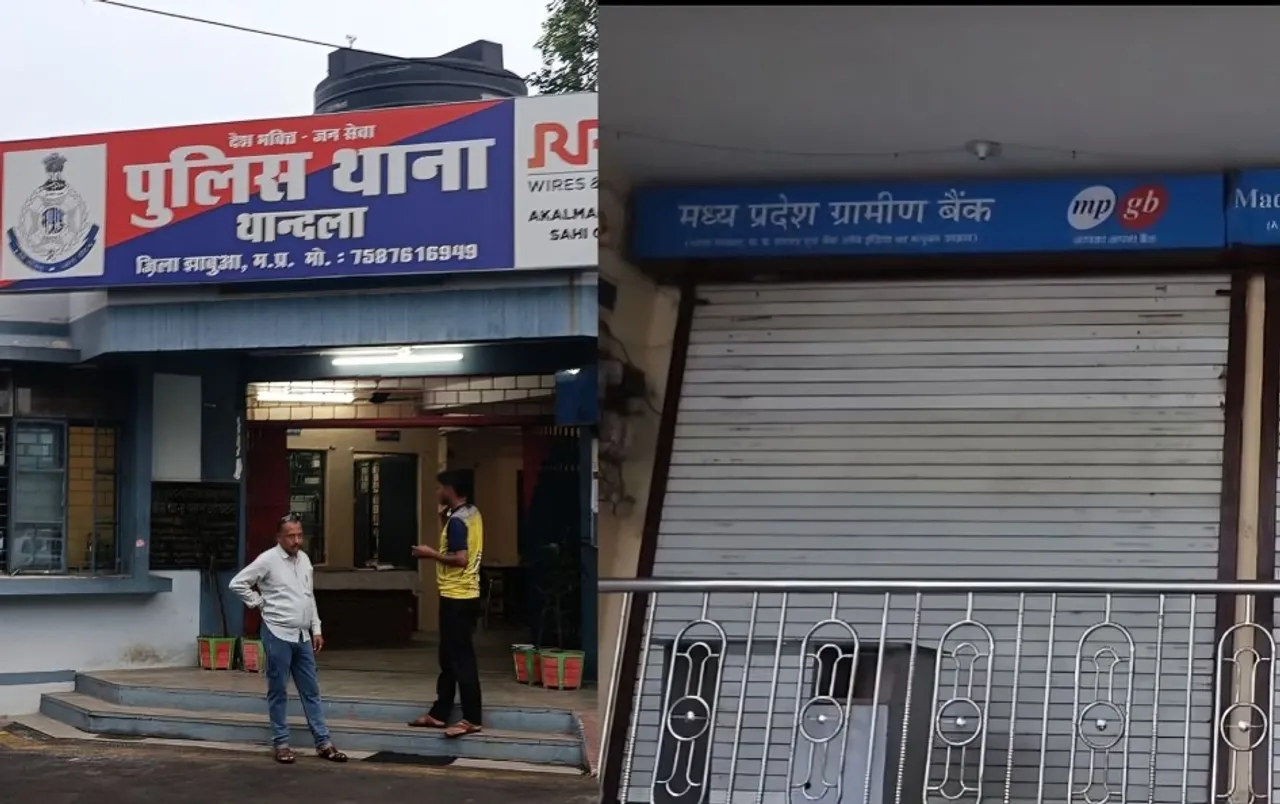 देश भक्ति - जन सेवा
पुलिस थाना
थान्दला
जिला झाबुआ, म.प्र. मो. : 7587616949
WIRES &
AKALMA
SAHI
मध्य प्रदेश ग्रामीण बैंक
mp gb
आपका अपना बैंक
Mad